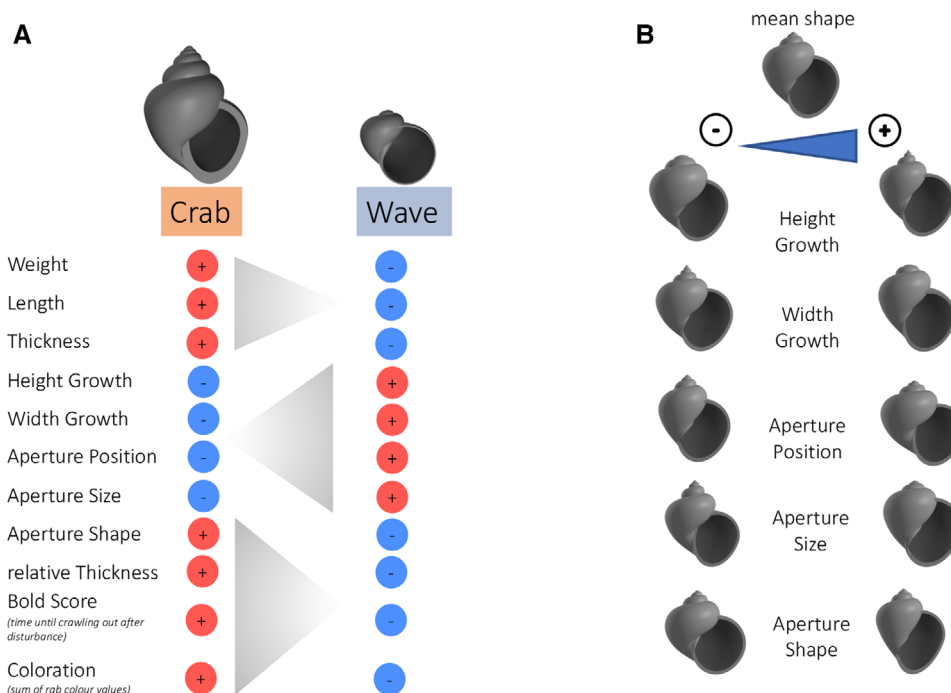 A
Crab
Wave
Weight
+
-
Length
+
-
Thickness
+
-
Height Growth
-
+
Width Growth
-
+
Aperture Position
-
+
Aperture Size
-
+
Aperture Shape
+
-
relative Thickness
+
-
Bold Score
(time until crawling out after
disturbance)
+
-
Coloration
(sum of rab colour values)
+
-
B
mean shape
-
+
Height
Growth
Width
Growth
Aperture
Position
Aperture
Size
Aperture
Shape